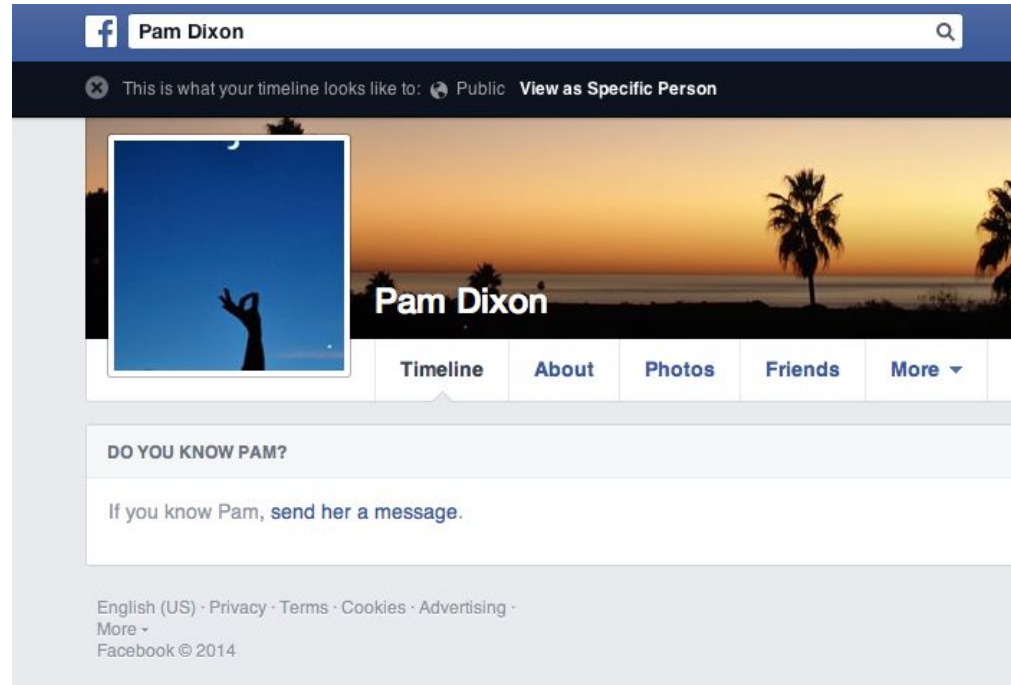 f Pam Dixon
This is what your timeline looks like to: Public View as Specific Person
Pam Dixon
Timeline About Photos Friends More
DO YOU KNOW PAM?
If you know Pam, send her a message.
English (US) · Privacy · Terms · Cookies · Advertising ·
More
Facebook © 2014